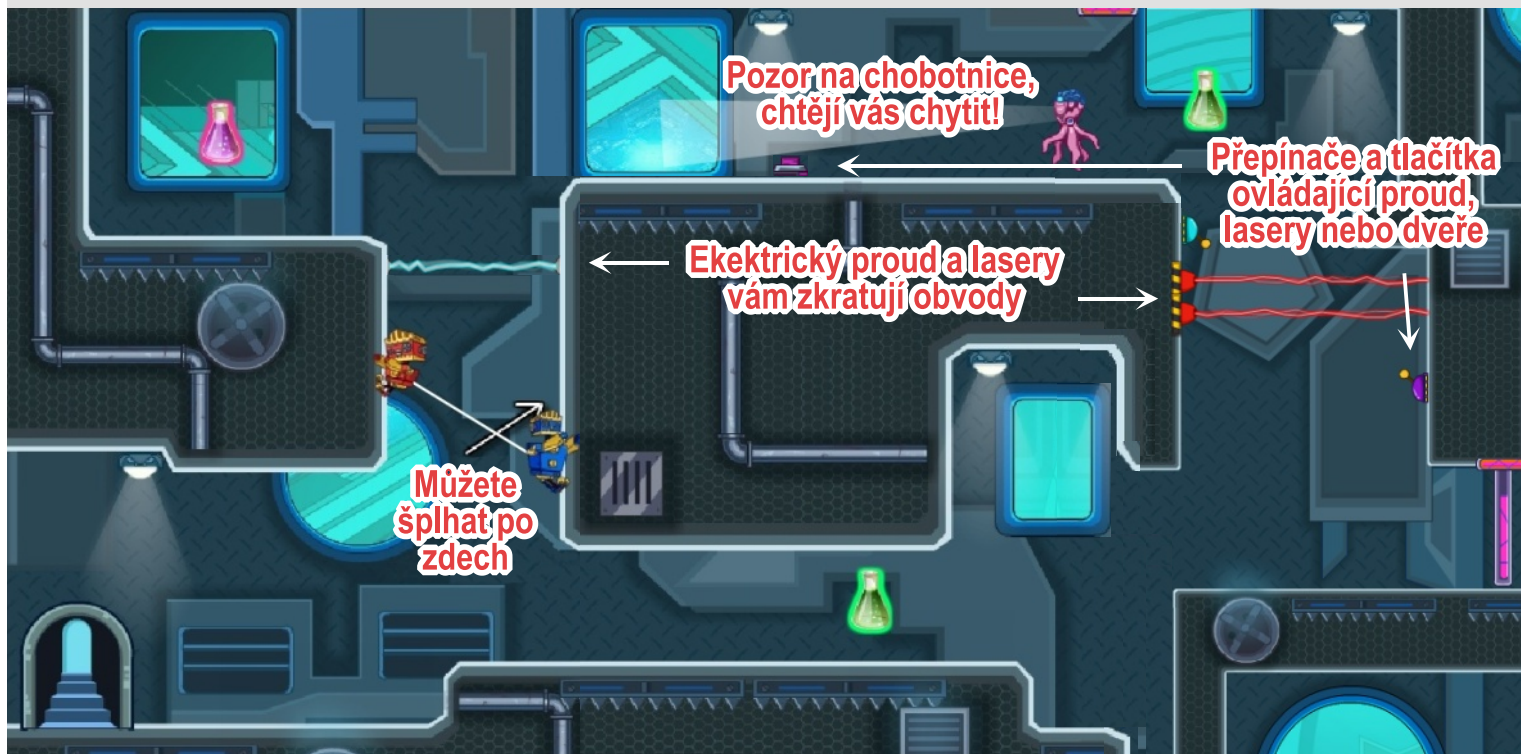 Pozor na chobotnice,
chtějí vás chytit!
Přepínače a tlačítka
ovládající proud,
lasery nebo dveře
Ekektrický proud a lasery
vám zkratují obvody
Můžete
šplhat po
zdech